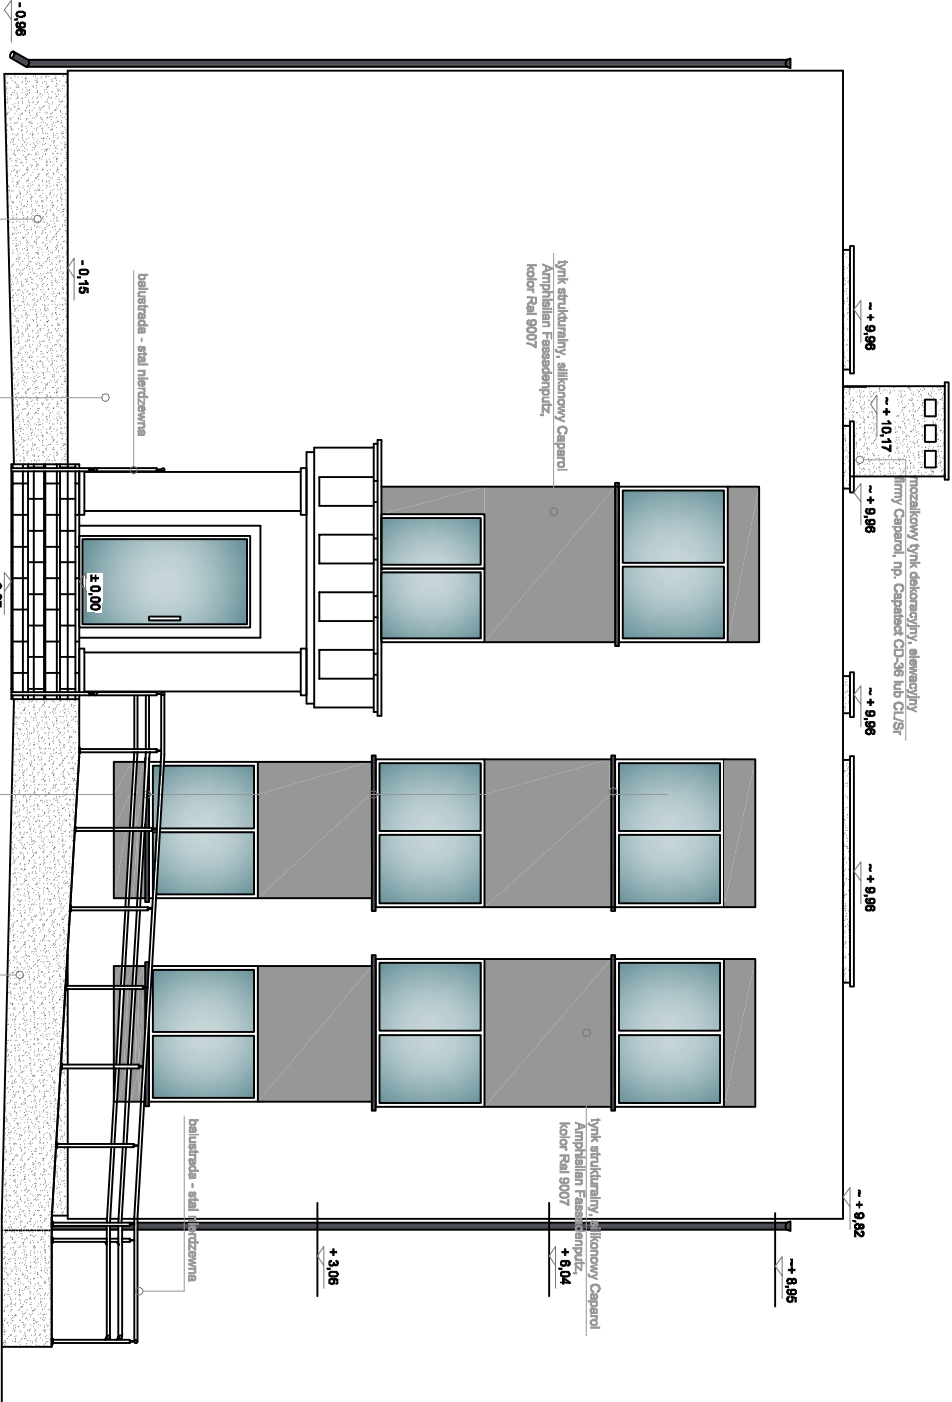 mozaikowy tynk dekoracyjny, elewacyjny
firmy Caparol, np. Capatect CD-36 lub CL/Sr
~ + 9,96
~ + 10,17
~ + 9,96
~ + 9,96
~ + 9,96
~ + 9,82
~+ 8,95
tynk strukturalny, silikonowy Caparol
Amphisilan Fassadenputz,
kolor Ral 9007
tynk strukturalny, silikonowy Caparol
Amphisilan Fassadenputz,
kolor Ral 9007
+ 6,04
+ 3,06
balustrada - stal nierdzewna
balustrada - stal nierdzewna
± 0,00
- 0,15
- 0,96